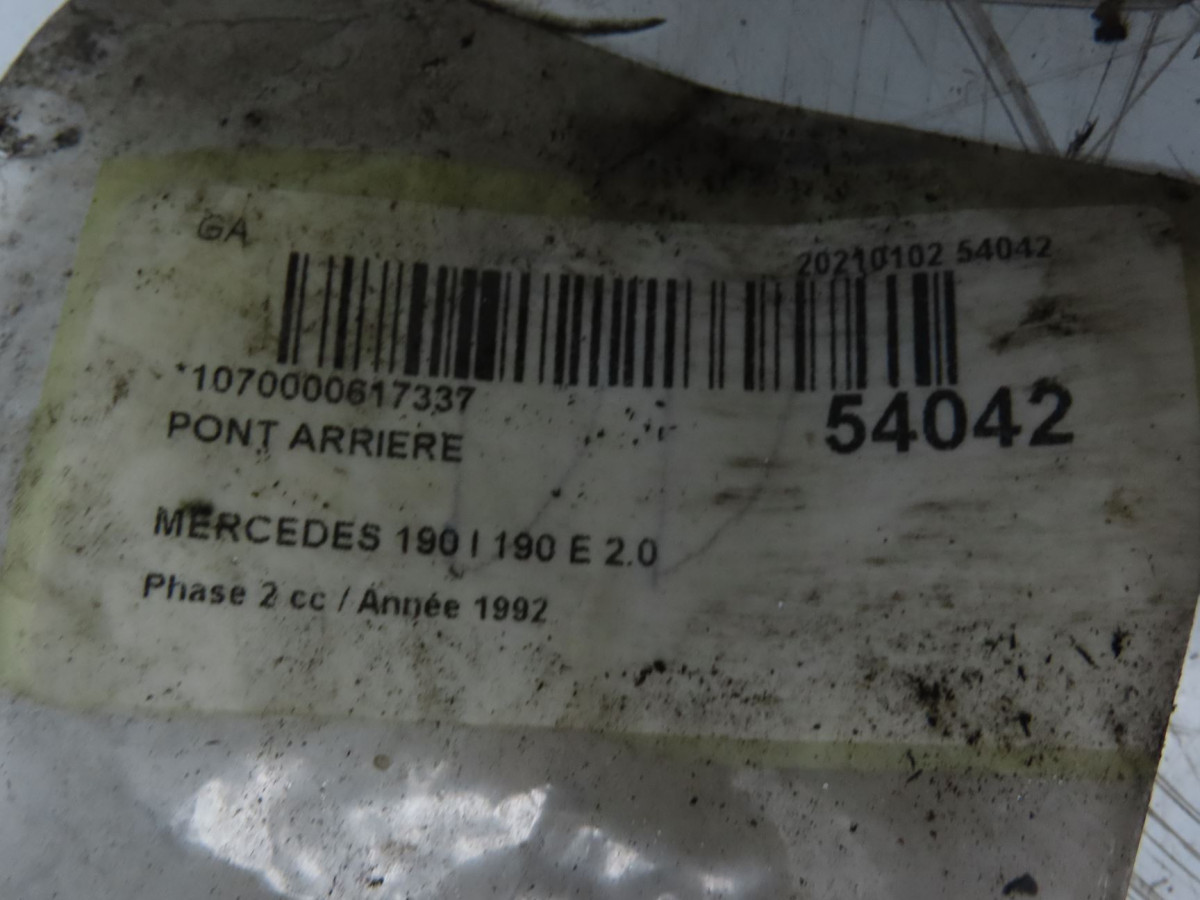 GA
20210102 54042
*1070000617337
54042
PONT ARRIERE
MERCEDES 190 I 190 E 2.0
Phase 2 cc / Année 1992